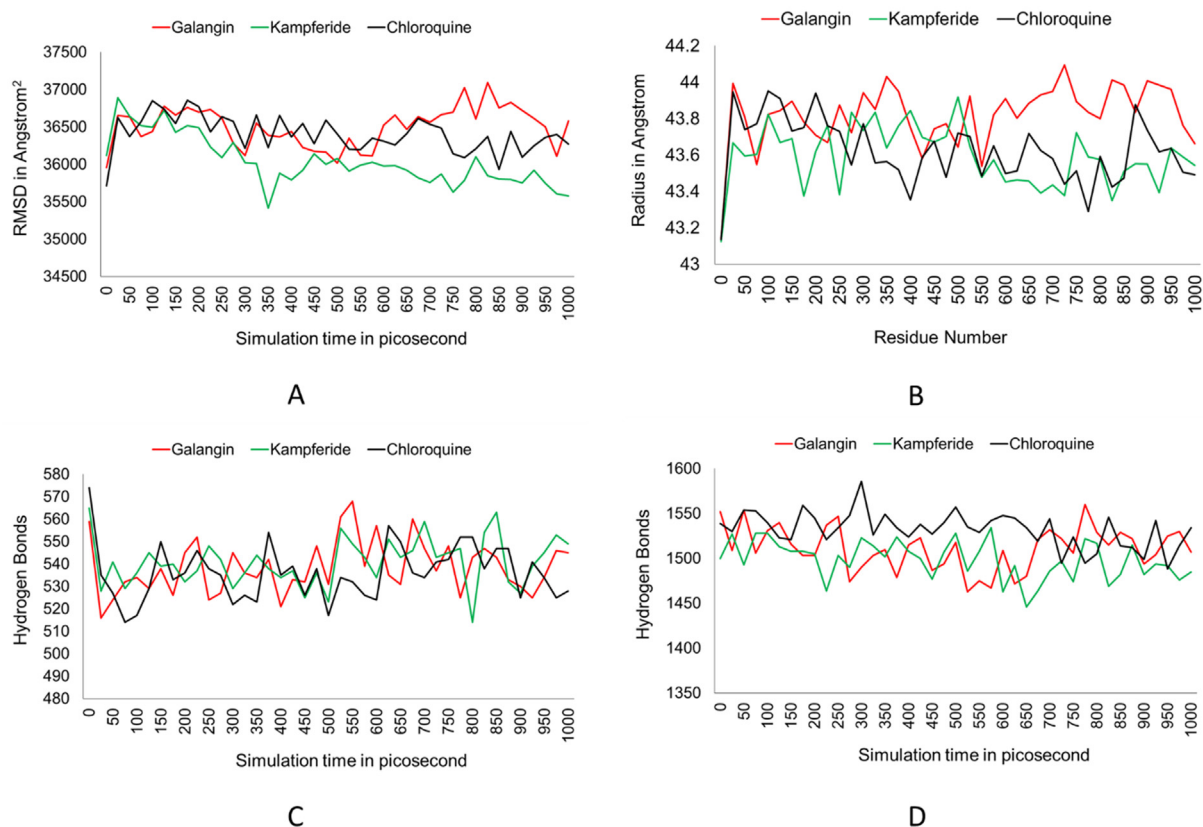 Galangin Kampferide Chloroquine
RMSD in Angstrom²
37500
37000
36500
36000
35500
35000
34500
0 50 100 150 200 250 300 350 400 450 500 550 600 650 700 750 800 850 900 950 1000
Simulation time in picosecond
A
Galangin Kampferide Chloroquine
Radius in Angstrom
44.2
44
43.8
43.6
43.4
43.2
43
0 50 100 150 200 250 300 350 400 450 500 550 600 650 700 750 800 850 900 950 1000
Residue Number
B
Galangin Kampferide Chloroquine
Hydrogen Bonds
580
570
560
550
540
530
520
510
500
490
480
0 50 100 150 200 250 300 350 400 450 500 550 600 650 700 750 800 850 900 950 1000
Simulation time in picosecond
C
Galangin Kampferide Chloroquine
Hydrogen Bonds
1600
1550
1500
1450
1400
1350
0 50 100 150 200 250 300 350 400 450 500 550 600 650 700 750 800 850 900 950 1000
Simulation time in picosecond
D